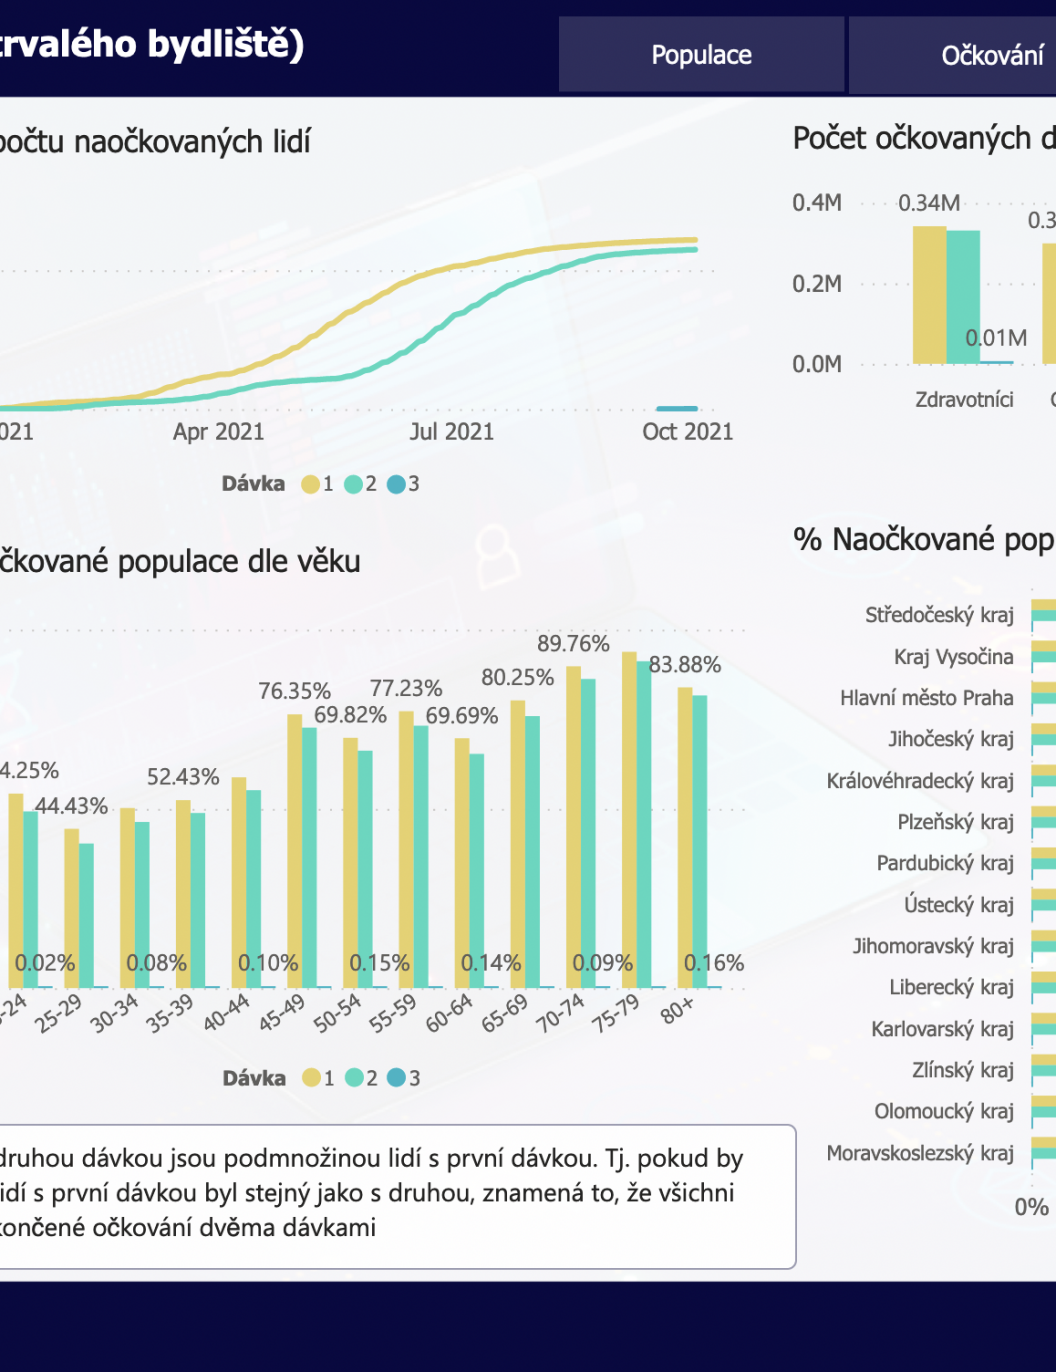 trvalého bydliště)
Populace
Očkování
počtu naočkovaných lidí
2021
Apr 2021
Jul 2021
Oct 2021
Dávka 1 2 3
Počet očkovaných d
0.4M
0.2M
0.0M
0.34M
0.01M
0.3
Zdravotníci
čkované populace dle věku
4.25%
44.43%
52.43%
76.35%
69.82%
77.23%
69.69%
80.25%
89.76%
83.88%
0.02%
0.08%
0.10%
0.15%
0.14%
0.09%
0.16%
-24
25-29
30-34
35-39
40-44
45-49
50-54
55-59
60-64
65-69
70-74
75-79
80+
Dávka 1 2 3
% Naočkované pop
Středočeský kraj
Kraj Vysočina
Hlavní město Praha
Jihočeský kraj
Královéhradecký kraj
Plzeňský kraj
Pardubický kraj
Ústecký kraj
Jihomoravský kraj
Liberecký kraj
Karlovarský kraj
Zlínský kraj
Olomoucký kraj
Moravskoslezský kraj
0%
druhou dávkou jsou podmnožinou lidí s první dávkou. Tj. pokud by
lidí s první dávkou byl stejný jako s druhou, znamená to, že všichni
končené očkování dvěma dávkami